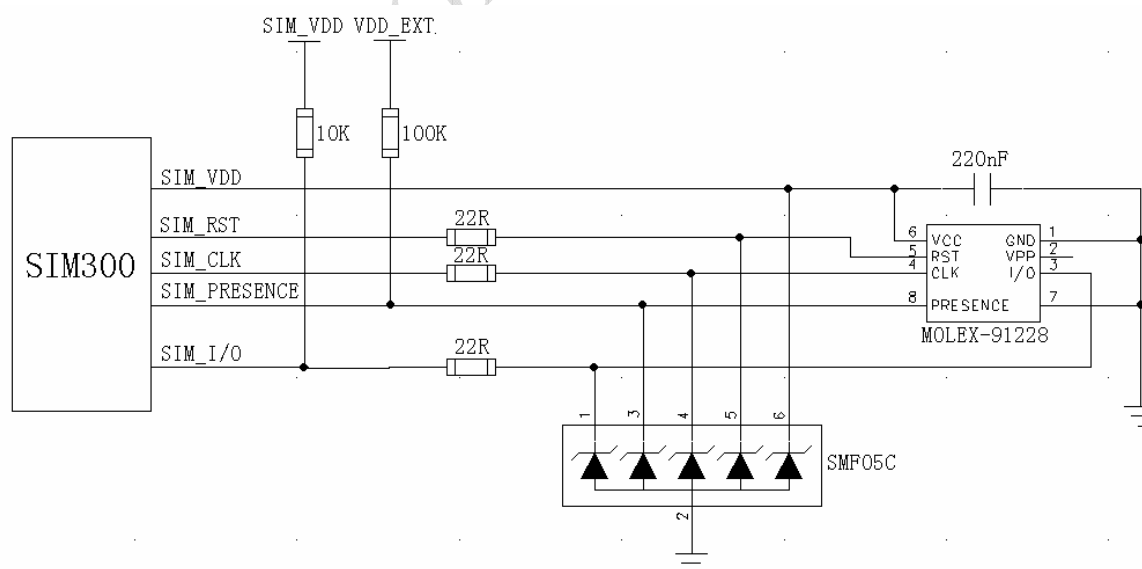 SIM_VDD VDD_EXT.
10K 100K
220nF
SIM_VDD
SIM_RST 22R
SIM_CLK 22R
SIM_PRESENCE
SIM_I/O 22R
SIM300
6 VCC GND 1
5 RST VPP 2
4 CLK I/O 3
8 PRESENCE 7
MOLEX-91228
1 3 4 5 6
SMF05C
2